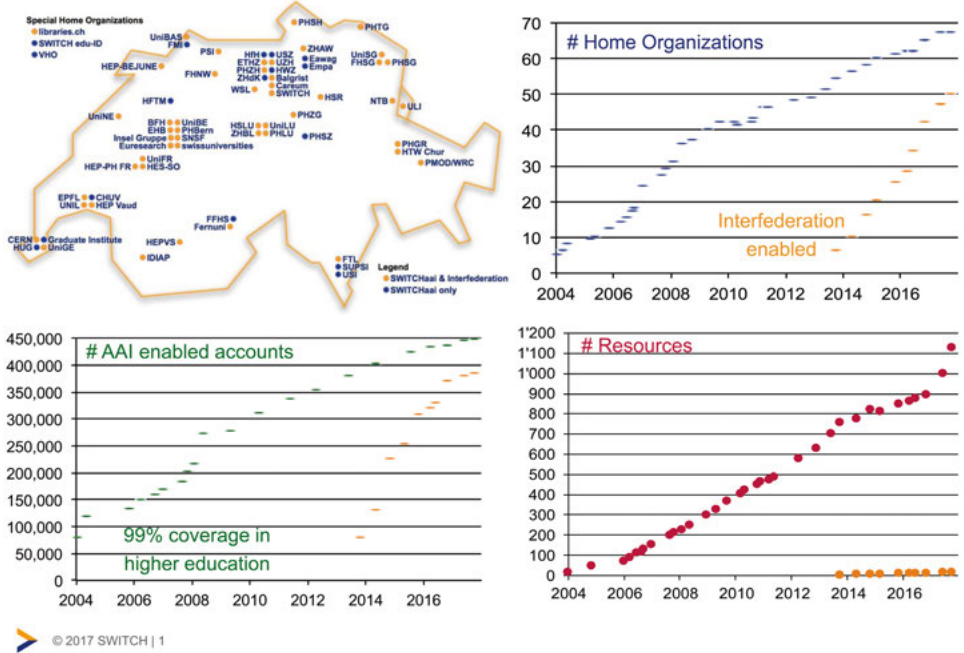 Special Home Organizations
libraries.ch
SWITCH edu-ID
VHO
PHSH
PHTG
UniBAS
FMI
PSI
HEP-BEJUNE
FHNW
HfH USZ
ETHZ UZH
PHZH HWZ
ZHdK Balgrist
Careum
WSL SWITCH
ZHAW
Eawag
Empa
UniSG
FHSG PHSG
HSR
NTB
ULI
HFTM
UniNE
BFH UniBE
EHB PHBern
Insel Gruppe SNSF
Euresearch swissuniversities
HSLU UniLU
ZHBL PHLU
PHZG
PHSZ
UniFR
HEP-PH FR HES-SO
PHGR
HTW Chur
PMOD/WRC
EPFL CHUV
UNIL HEP Vaud
FFHS
Fernuni
CERN Graduate Institute
HUG UniGE
HEPVS
IDIAP
FTL
SUPSI
USI
Legend
SWITCHaai & Interfederation
SWITCHaai only
# Home Organizations
70
60
50
40
30
20
10
0
Interfederation
enabled
2004 2006 2008 2010 2012 2014 2016
# AAI enabled accounts
450,000
400,000
350,000
300,000
250,000
200,000
150,000
100,000
50,000
0
99% coverage in
higher education
2004 2006 2008 2010 2012 2014 2016
# Resources
1'200
1'100
1'000
900
800
700
600
500
400
300
200
100
0
2004 2006 2008 2010 2012 2014 2016
© 2017 SWITCH | 1